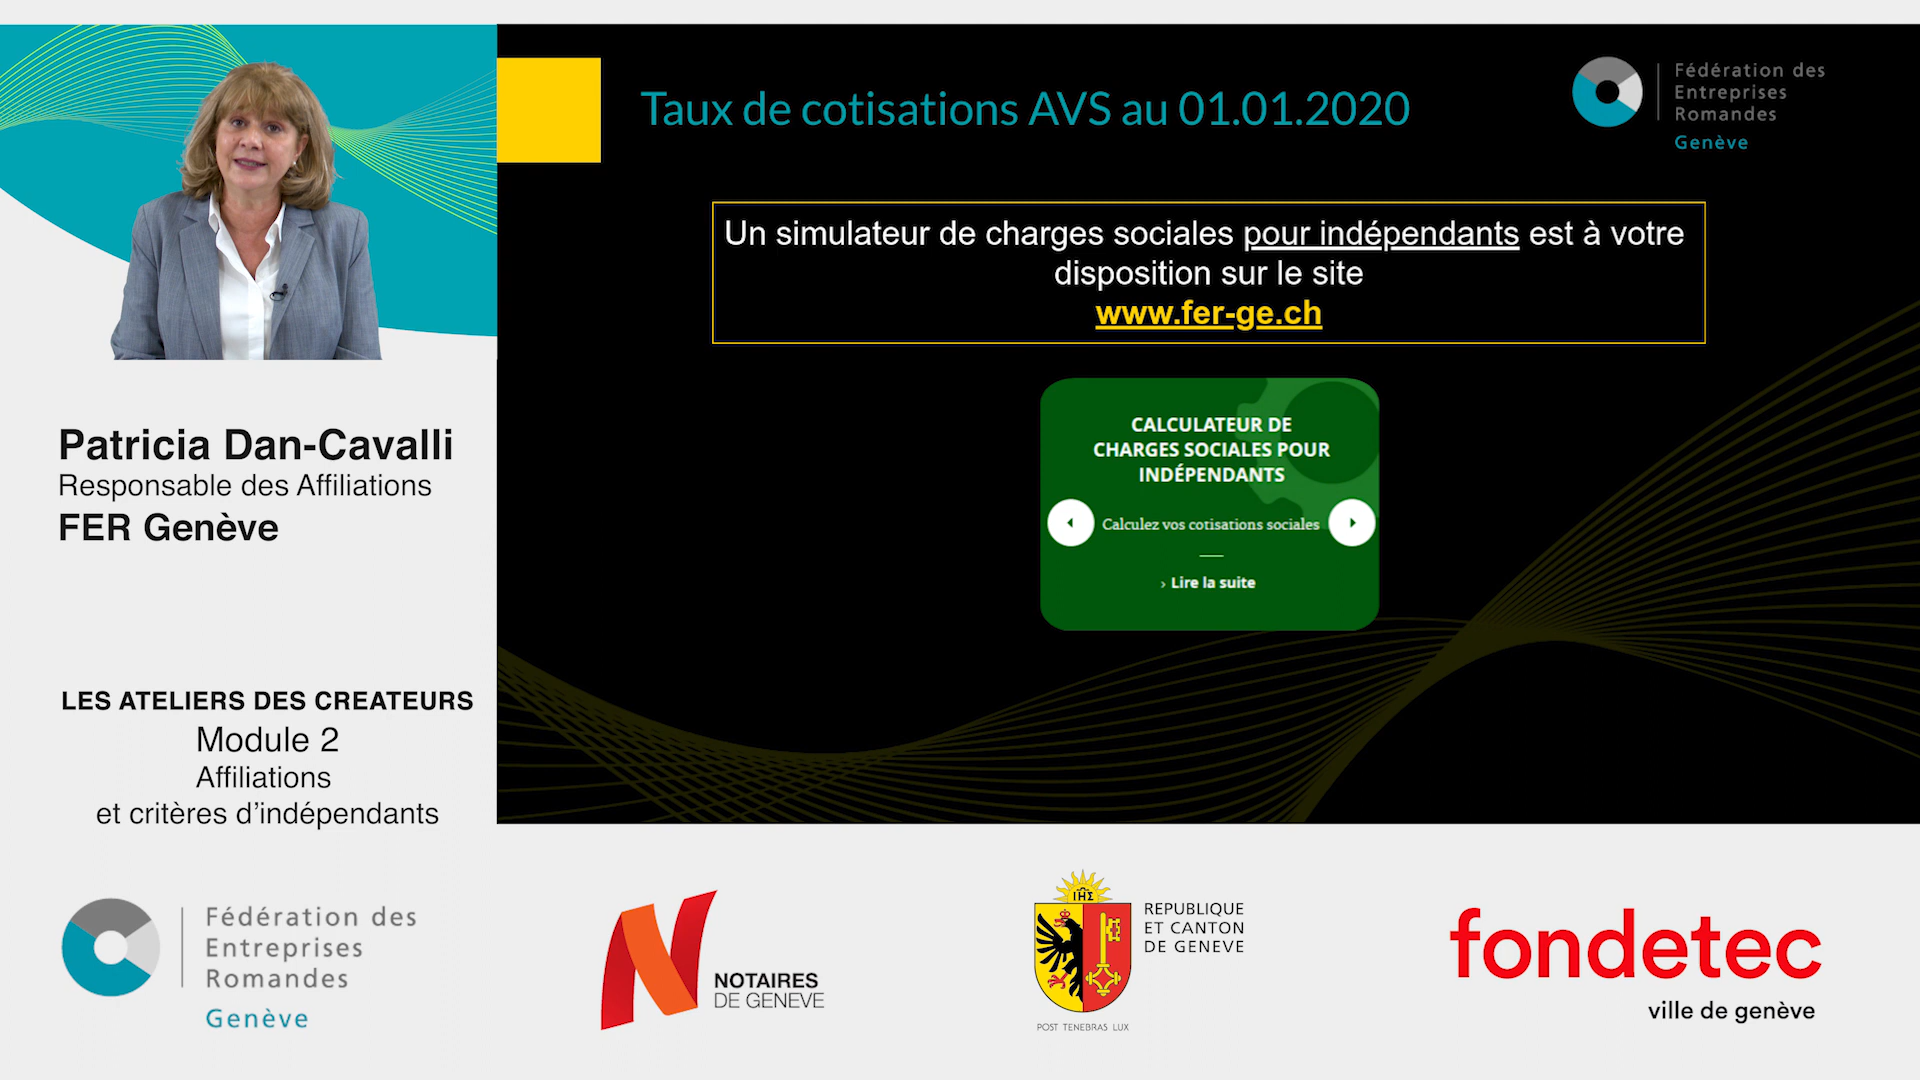 Taux de cotisations AVS au 01.01.2020
Fédération des
Entreprises
Romandes
Genève
Un simulateur de charges sociales pour indépendants est à votre
disposition sur le site
www.fer-ge.ch
CALCULATEUR DE
CHARGES SOCIALES POUR
INDÉPENDANTS
Calculez vos cotisations sociales
› Lire la suite
Patricia Dan-Cavalli
Responsable des Affiliations
FER Genève
LES ATELIERS DES CREATEURS
Module 2
Affiliations
et critères d’indépendants
Fédération des
Entreprises
Romandes
Genève
NOTAIRES
DE GENEVE
ΙΗΣ
REPUBLIQUE
ET CANTON
DE GENEVE
POST TENEBRAS LUX
fondetec
ville de genève